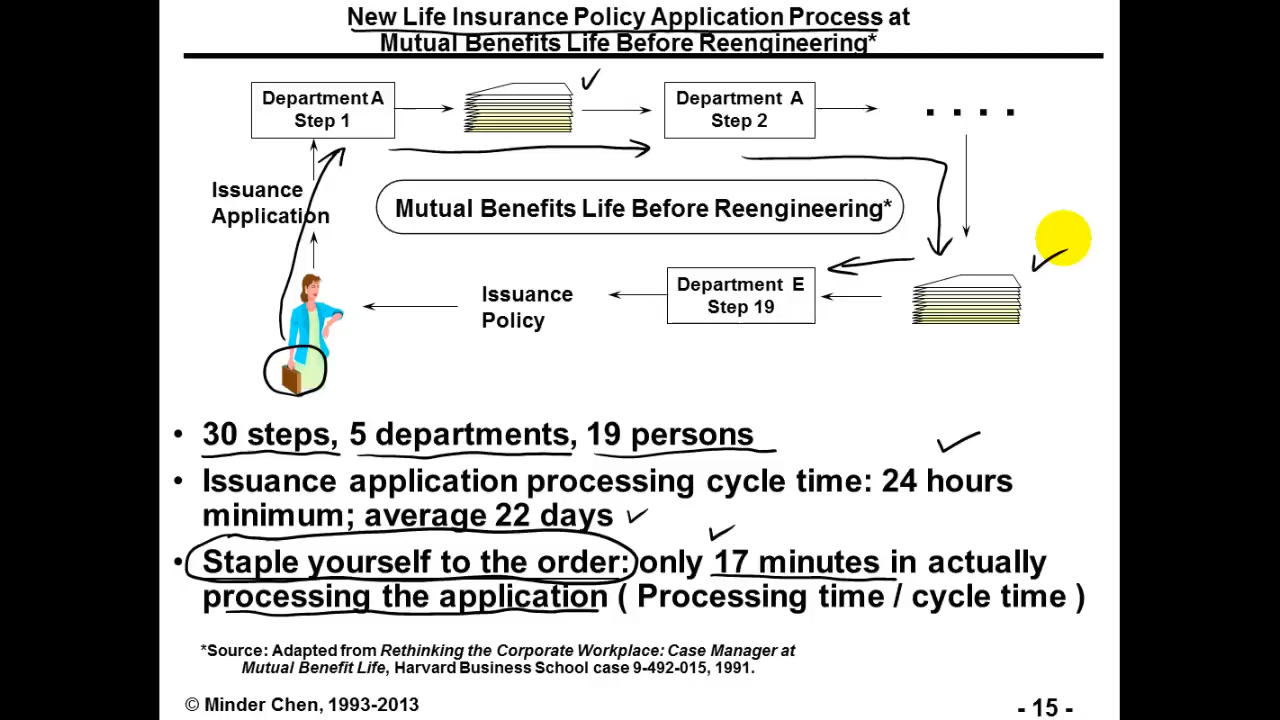 New Life Insurance Policy Application Process at
Mutual Benefits Life Before Reengineering*
Department A
Step 1
Department A
Step 2
. . . .
Issuance
Application
Mutual Benefits Life Before Reengineering*
Issuance
Policy
Department E
Step 19
• 30 steps, 5 departments, 19 persons
• Issuance application processing cycle time: 24 hours
minimum; average 22 days
• Staple yourself to the order: only 17 minutes in actually
processing the application ( Processing time / cycle time )
*Source: Adapted from Rethinking the Corporate Workplace: Case Manager at
Mutual Benefit Life, Harvard Business School case 9-492-015, 1991.
© Minder Chen, 1993-2013
- 15 -